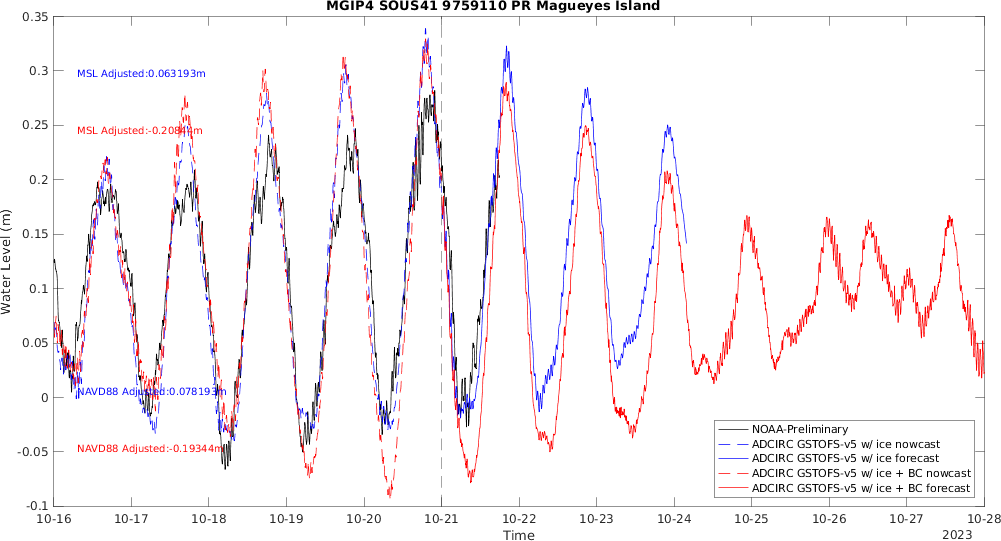 MGIP4 SOUS41 9759110 PR Magueyes Island
0.35
0.3
0.25
0.2
0.15
0.1
0.05
0
-0.05
-0.1
Water Level (m)
MSL Adjusted:0.063193m
MSL Adjusted:-0.20844m
NAVD88 Adjusted:0.078193m
NAVD88 Adjusted:-0.19344m
NOAA-Preliminary
ADCIRC GSTOFS-v5 w/ ice nowcast
ADCIRC GSTOFS-v5 w/ ice forecast
ADCIRC GSTOFS-v5 w/ ice + BC nowcast
ADCIRC GSTOFS-v5 w/ ice + BC forecast
10-16 10-17 10-18 10-19 10-20 10-21 10-22 10-23 10-24 10-25 10-26 10-27 10-28
Time
2023